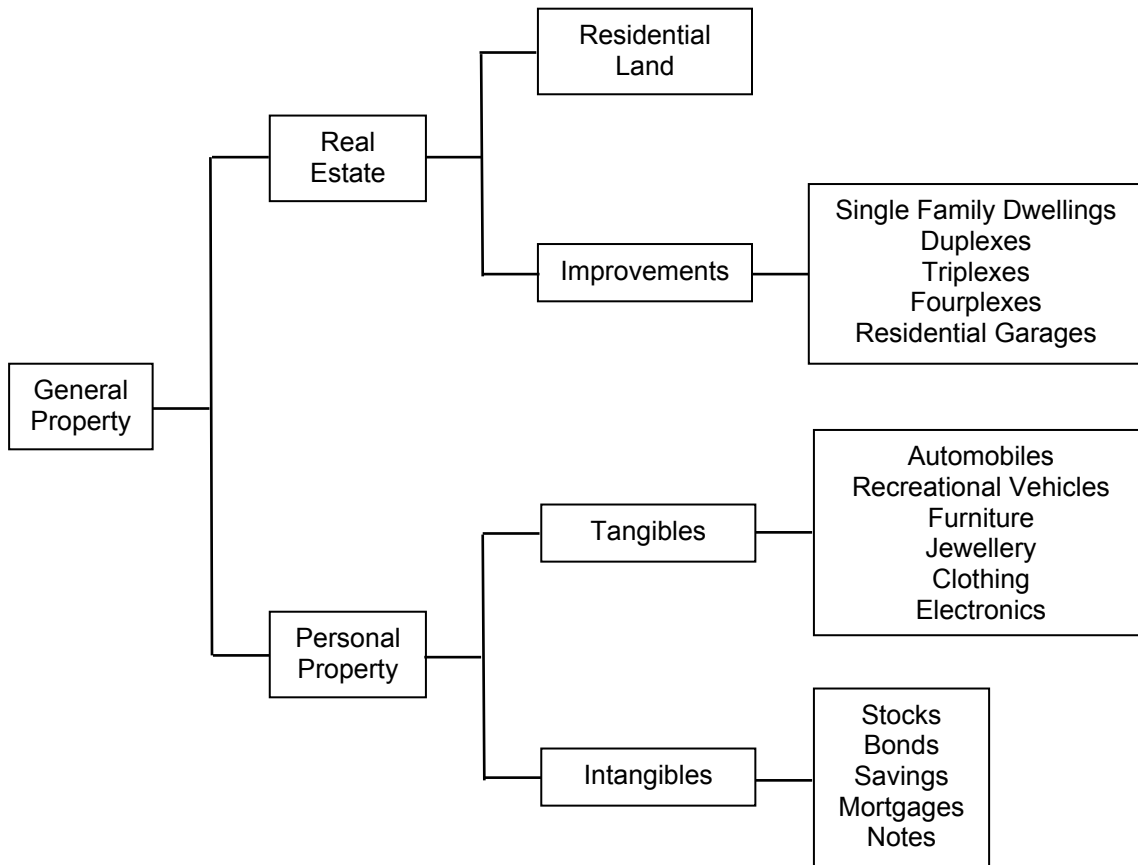 Residential
Land
Real
Estate
Improvements
Single Family Dwellings
Duplexes
Triplexes
Fourplexes
Residential Garages
General
Property
Personal
Property
Tangibles
Automobiles
Recreational Vehicles
Furniture
Jewellery
Clothing
Electronics
Intangibles
Stocks
Bonds
Savings
Mortgages
Notes